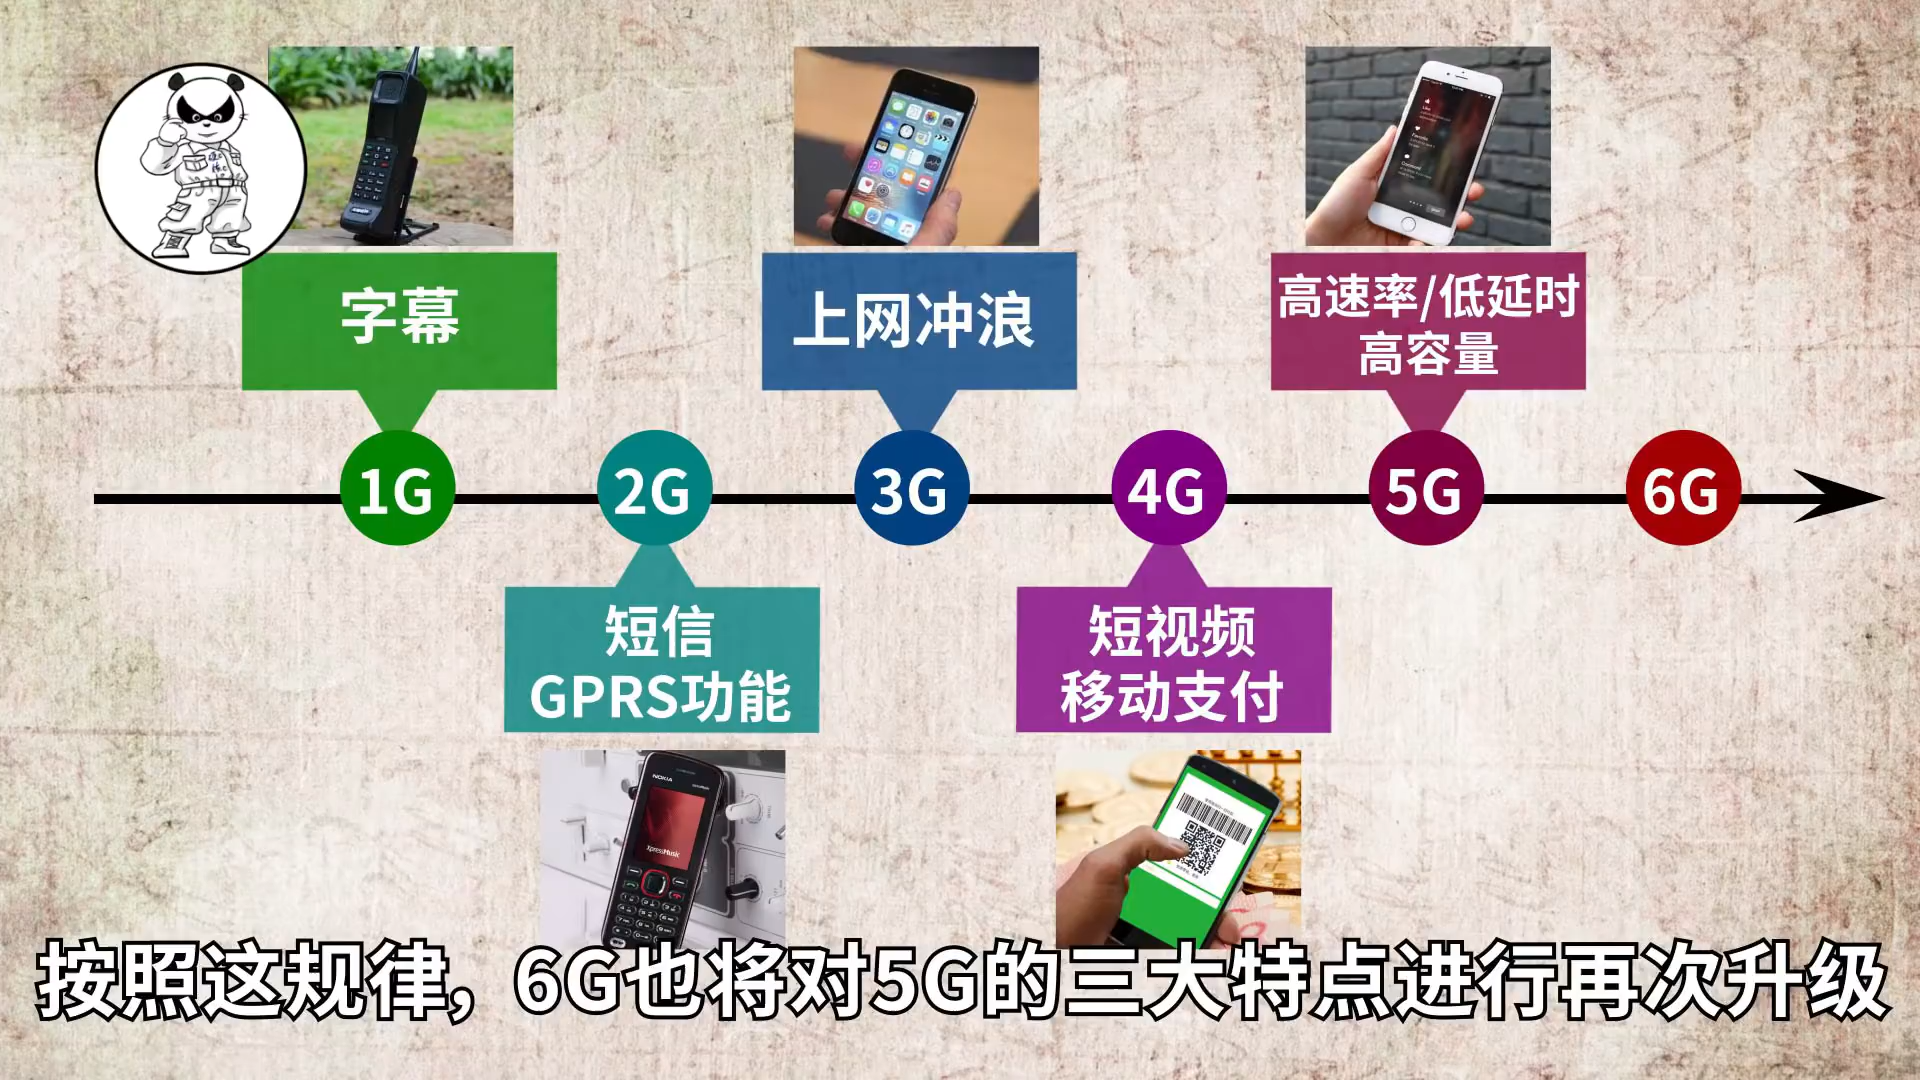 字幕
上网冲浪
高速率/低延时
高容量
1G
2G
3G
4G
5G
6G
短信
GPRS功能
短视频
移动支付
NOKIA
XpressMusic
按照这规律，6G也将对5G的三大特点进行再次升级